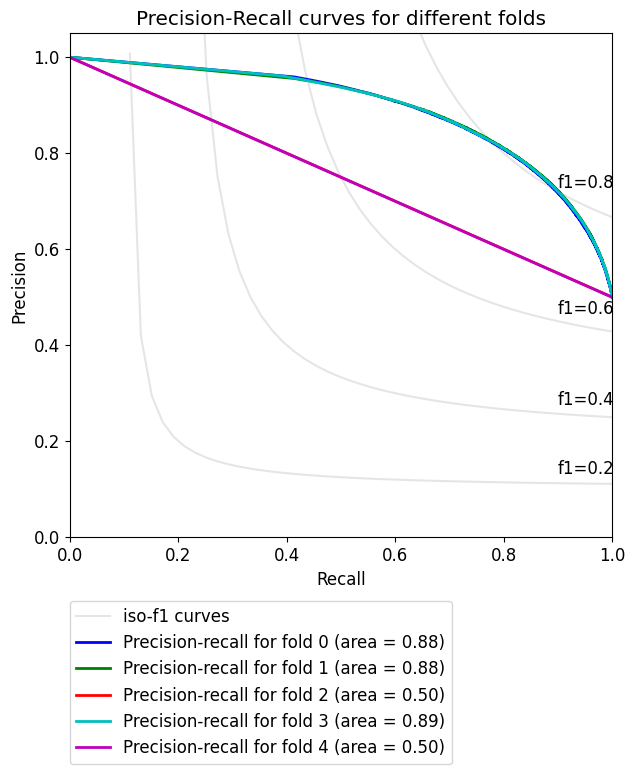 Precision-Recall curves for different folds
1.0
0.8
0.6
0.4
0.2
0.0
Precision
f1=0.8
f1=0.6
f1=0.4
f1=0.2
0.0 0.2 0.4 0.6 0.8 1.0
Recall
iso-f1 curves
Precision-recall for fold 0 (area = 0.88)
Precision-recall for fold 1 (area = 0.88)
Precision-recall for fold 2 (area = 0.50)
Precision-recall for fold 3 (area = 0.89)
Precision-recall for fold 4 (area = 0.50)